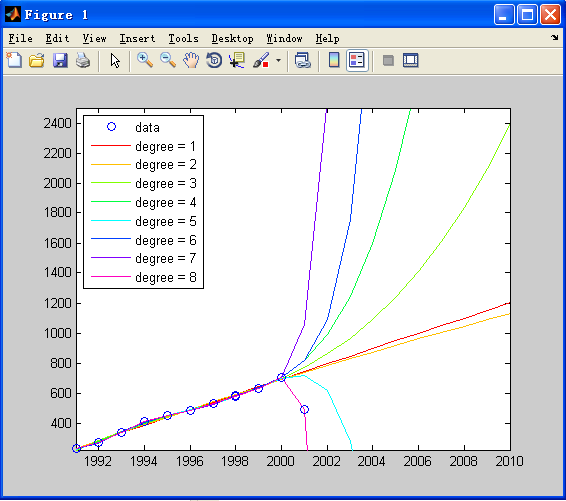 Figure 1
File Edit View Insert Tools Desktop Window Help
2400
2200
2000
1800
1600
1400
1200
1000
800
600
400
data
degree = 1
degree = 2
degree = 3
degree = 4
degree = 5
degree = 6
degree = 7
degree = 8
1992 1994 1996 1998 2000 2002 2004 2006 2008 2010